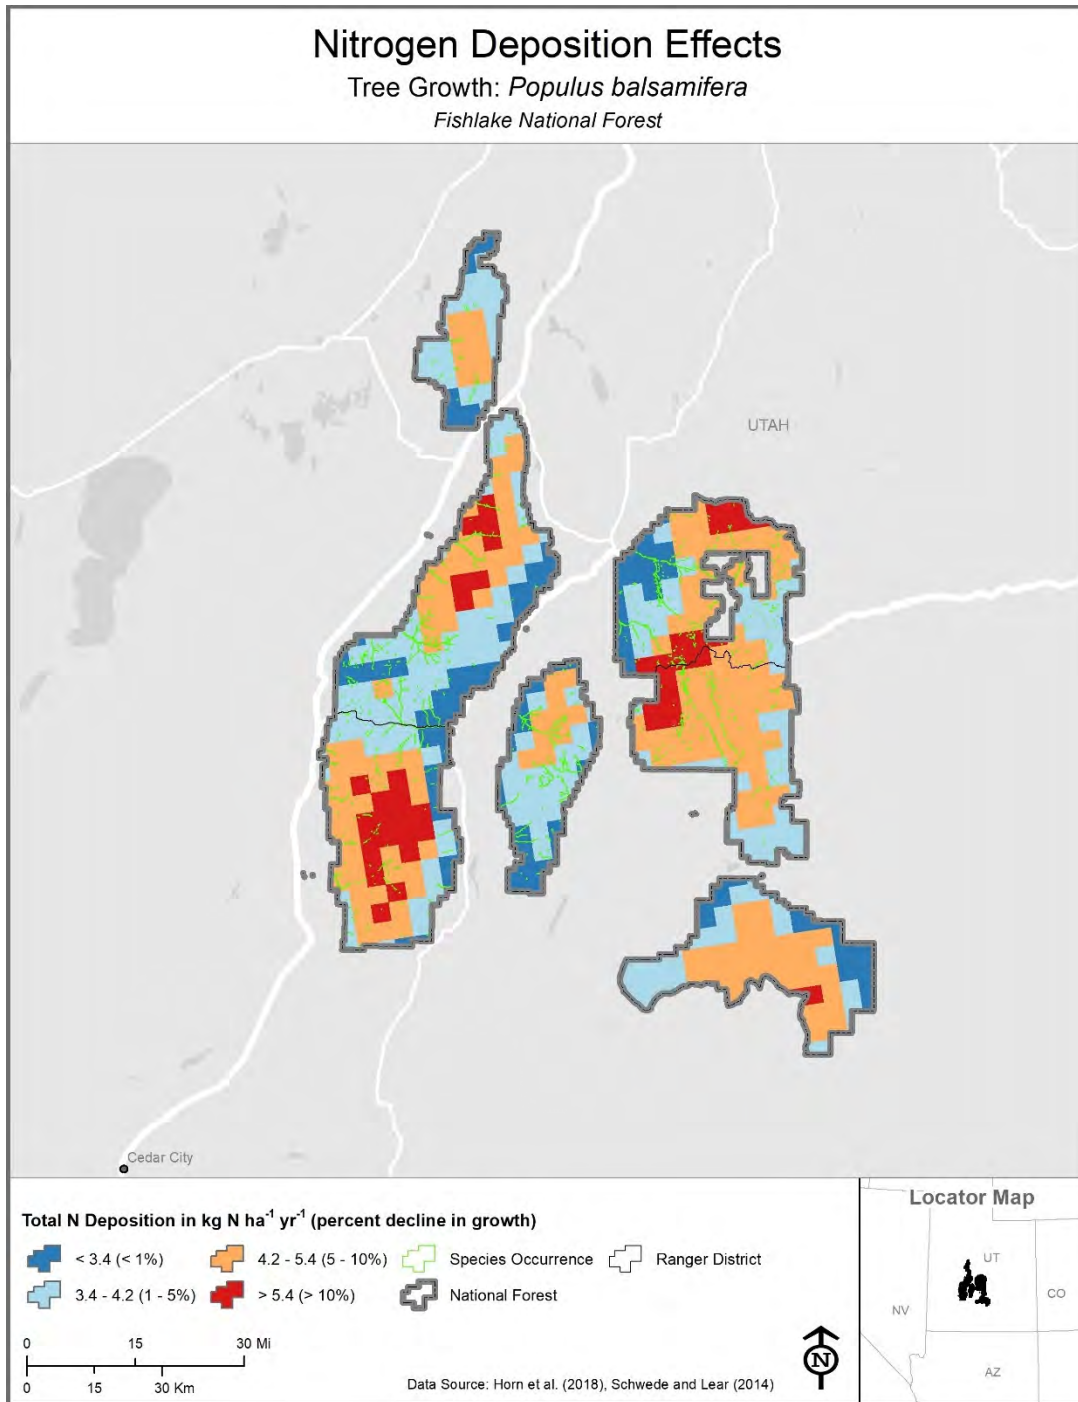 Nitrogen Deposition Effects
Tree Growth: Populus balsamifera
Fishlake National Forest
UTAH
Cedar City
Total N Deposition in kg N ha⁻¹ yr⁻¹ (percent decline in growth)
< 3.4 (< 1%)
4.2 - 5.4 (5 - 10%)
Species Occurrence
Ranger District
3.4 - 4.2 (1 - 5%)
> 5.4 (> 10%)
National Forest
0 15 30 Mi
0 15 30 Km
N
Data Source: Horn et al. (2018), Schwede and Lear (2014)
Locator Map
UT
NV
CO
AZ